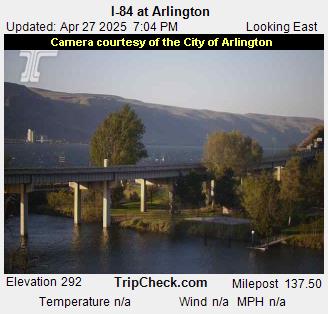 I-84 at Arlington
Updated: Apr 27 2025 7:04 PM Looking East
Camera courtesy of the City of Arlington
Elevation 292 TripCheck.com Milepost 137.50
Temperature n/a Wind n/a MPH n/a